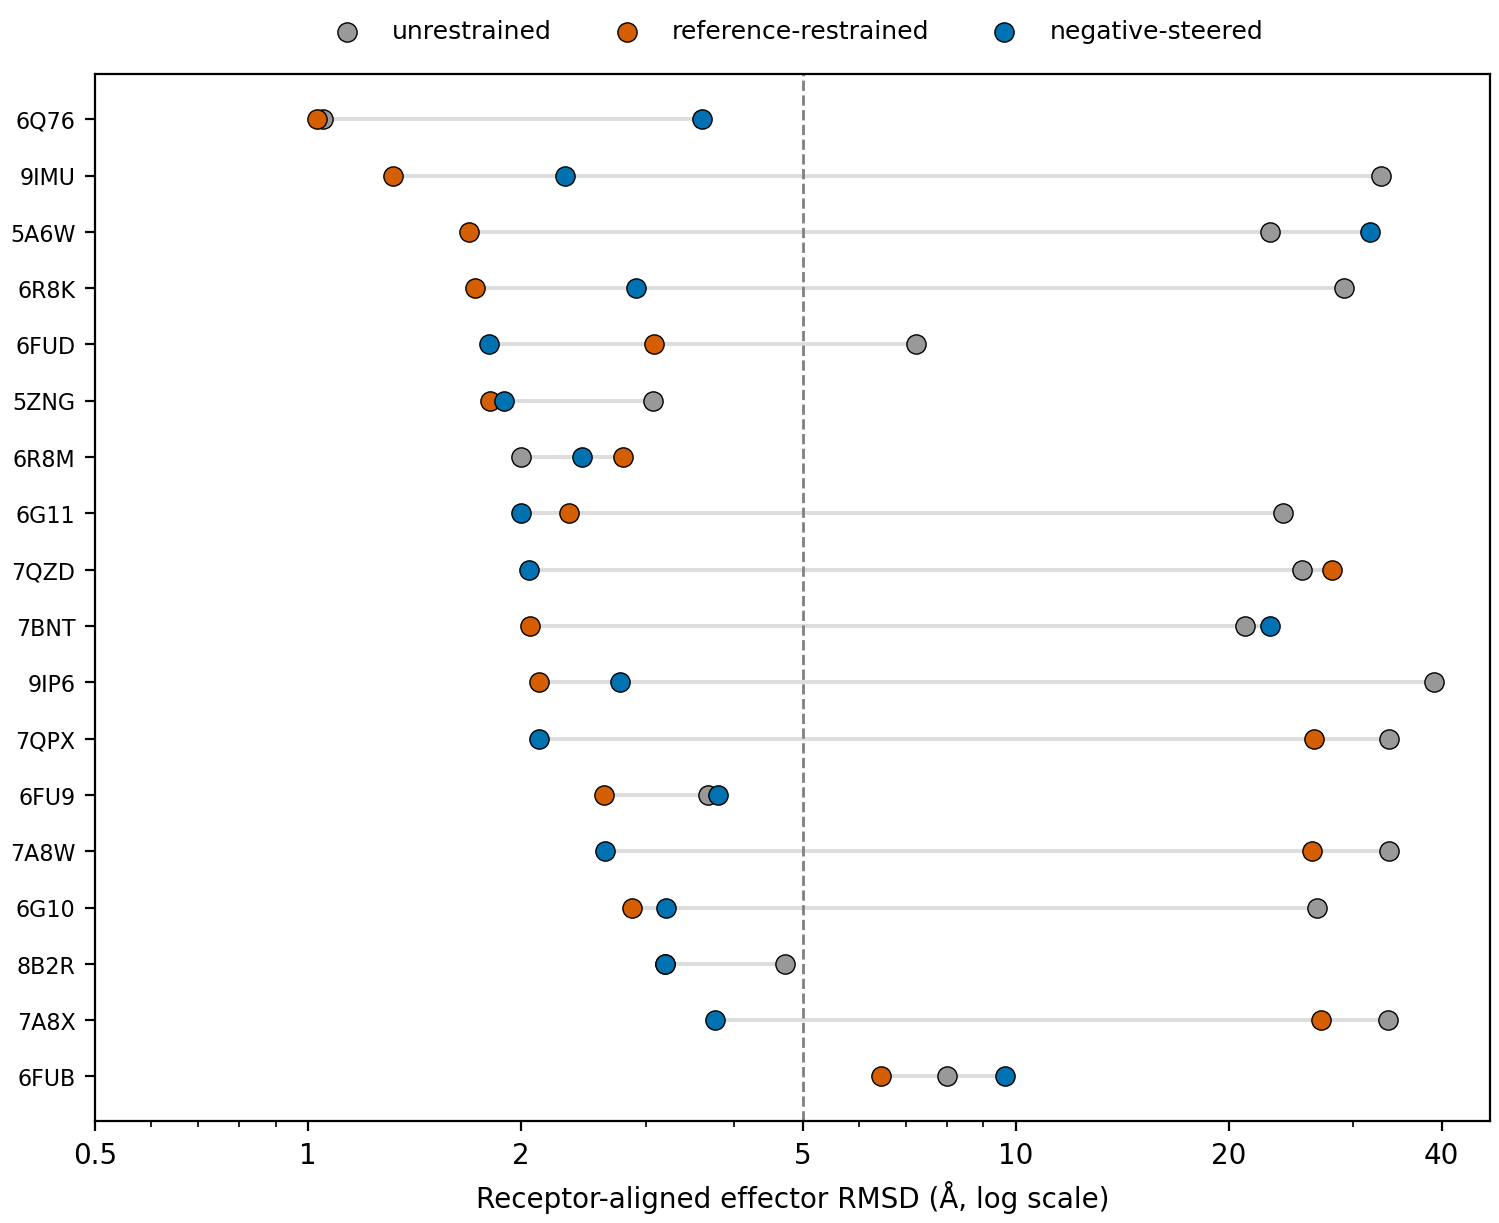 unrestrained reference-restrained negative-steered
6Q76
9IMU
5A6W
6R8K
6FUD
5ZNG
6R8M
6G11
7QZD
7BNT
9IP6
7QPX
6FU9
7A8W
6G10
8B2R
7A8X
6FUB
0.5 1 2 5 10 20 40
Receptor-aligned effector RMSD (Å, log scale)